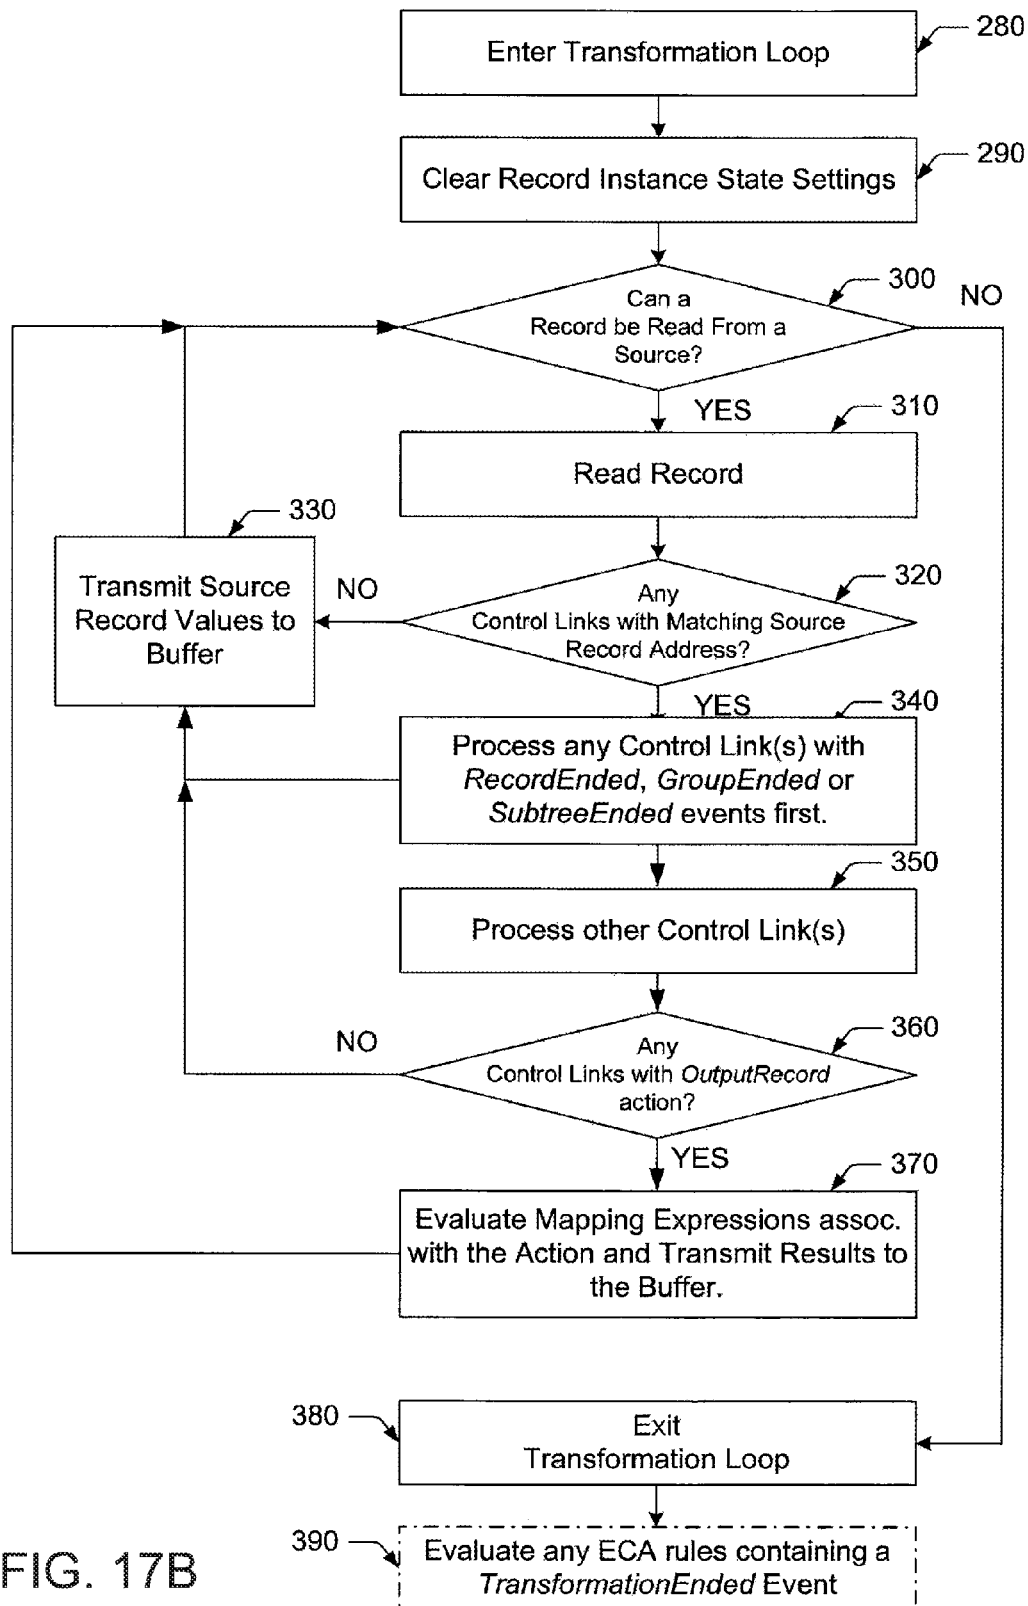 280
Enter Transformation Loop
290
Clear Record Instance State Settings
300
NO
Can a
Record be Read From a
Source?
YES
310
Read Record
330
Transmit Source
Record Values to
Buffer
NO
320
Any
Control Links with Matching Source
Record Address?
YES
340
Process any Control Link(s) with
RecordEnded, GroupEnded or
SubtreeEnded events first.
350
Process other Control Link(s)
NO
360
Any
Control Links with OutputRecord
action?
YES
370
Evaluate Mapping Expressions assoc.
with the Action and Transmit Results to
the Buffer.
380
Exit
Transformation Loop
390
Evaluate any ECA rules containing a
TransformationEnded Event
FIG. 17B